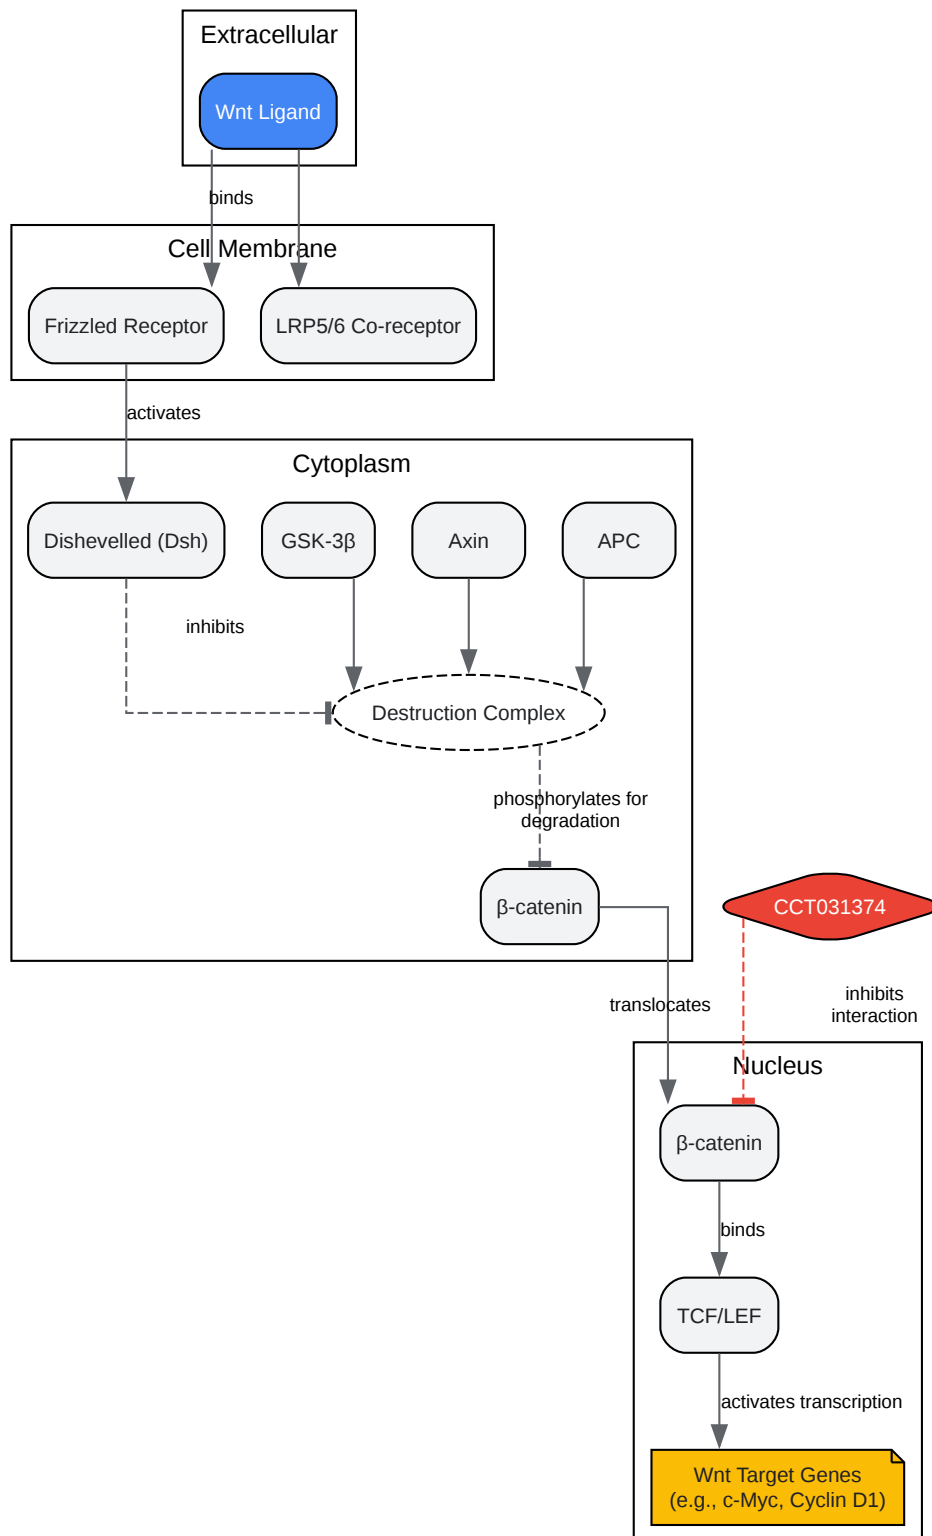 Extracellular
Wnt Ligand
binds
Cell Membrane
Frizzled Receptor
LRP5/6 Co-receptor
activates
Cytoplasm
Dishevelled (Dsh)
GSK-3β
Axin
APC
inhibits
Destruction Complex
phosphorylates for
degradation
β-catenin
CCT031374
translocates
inhibits
interaction
Nucleus
β-catenin
binds
TCF/LEF
activates transcription
Wnt Target Genes
(e.g., c-Myc, Cyclin D1)